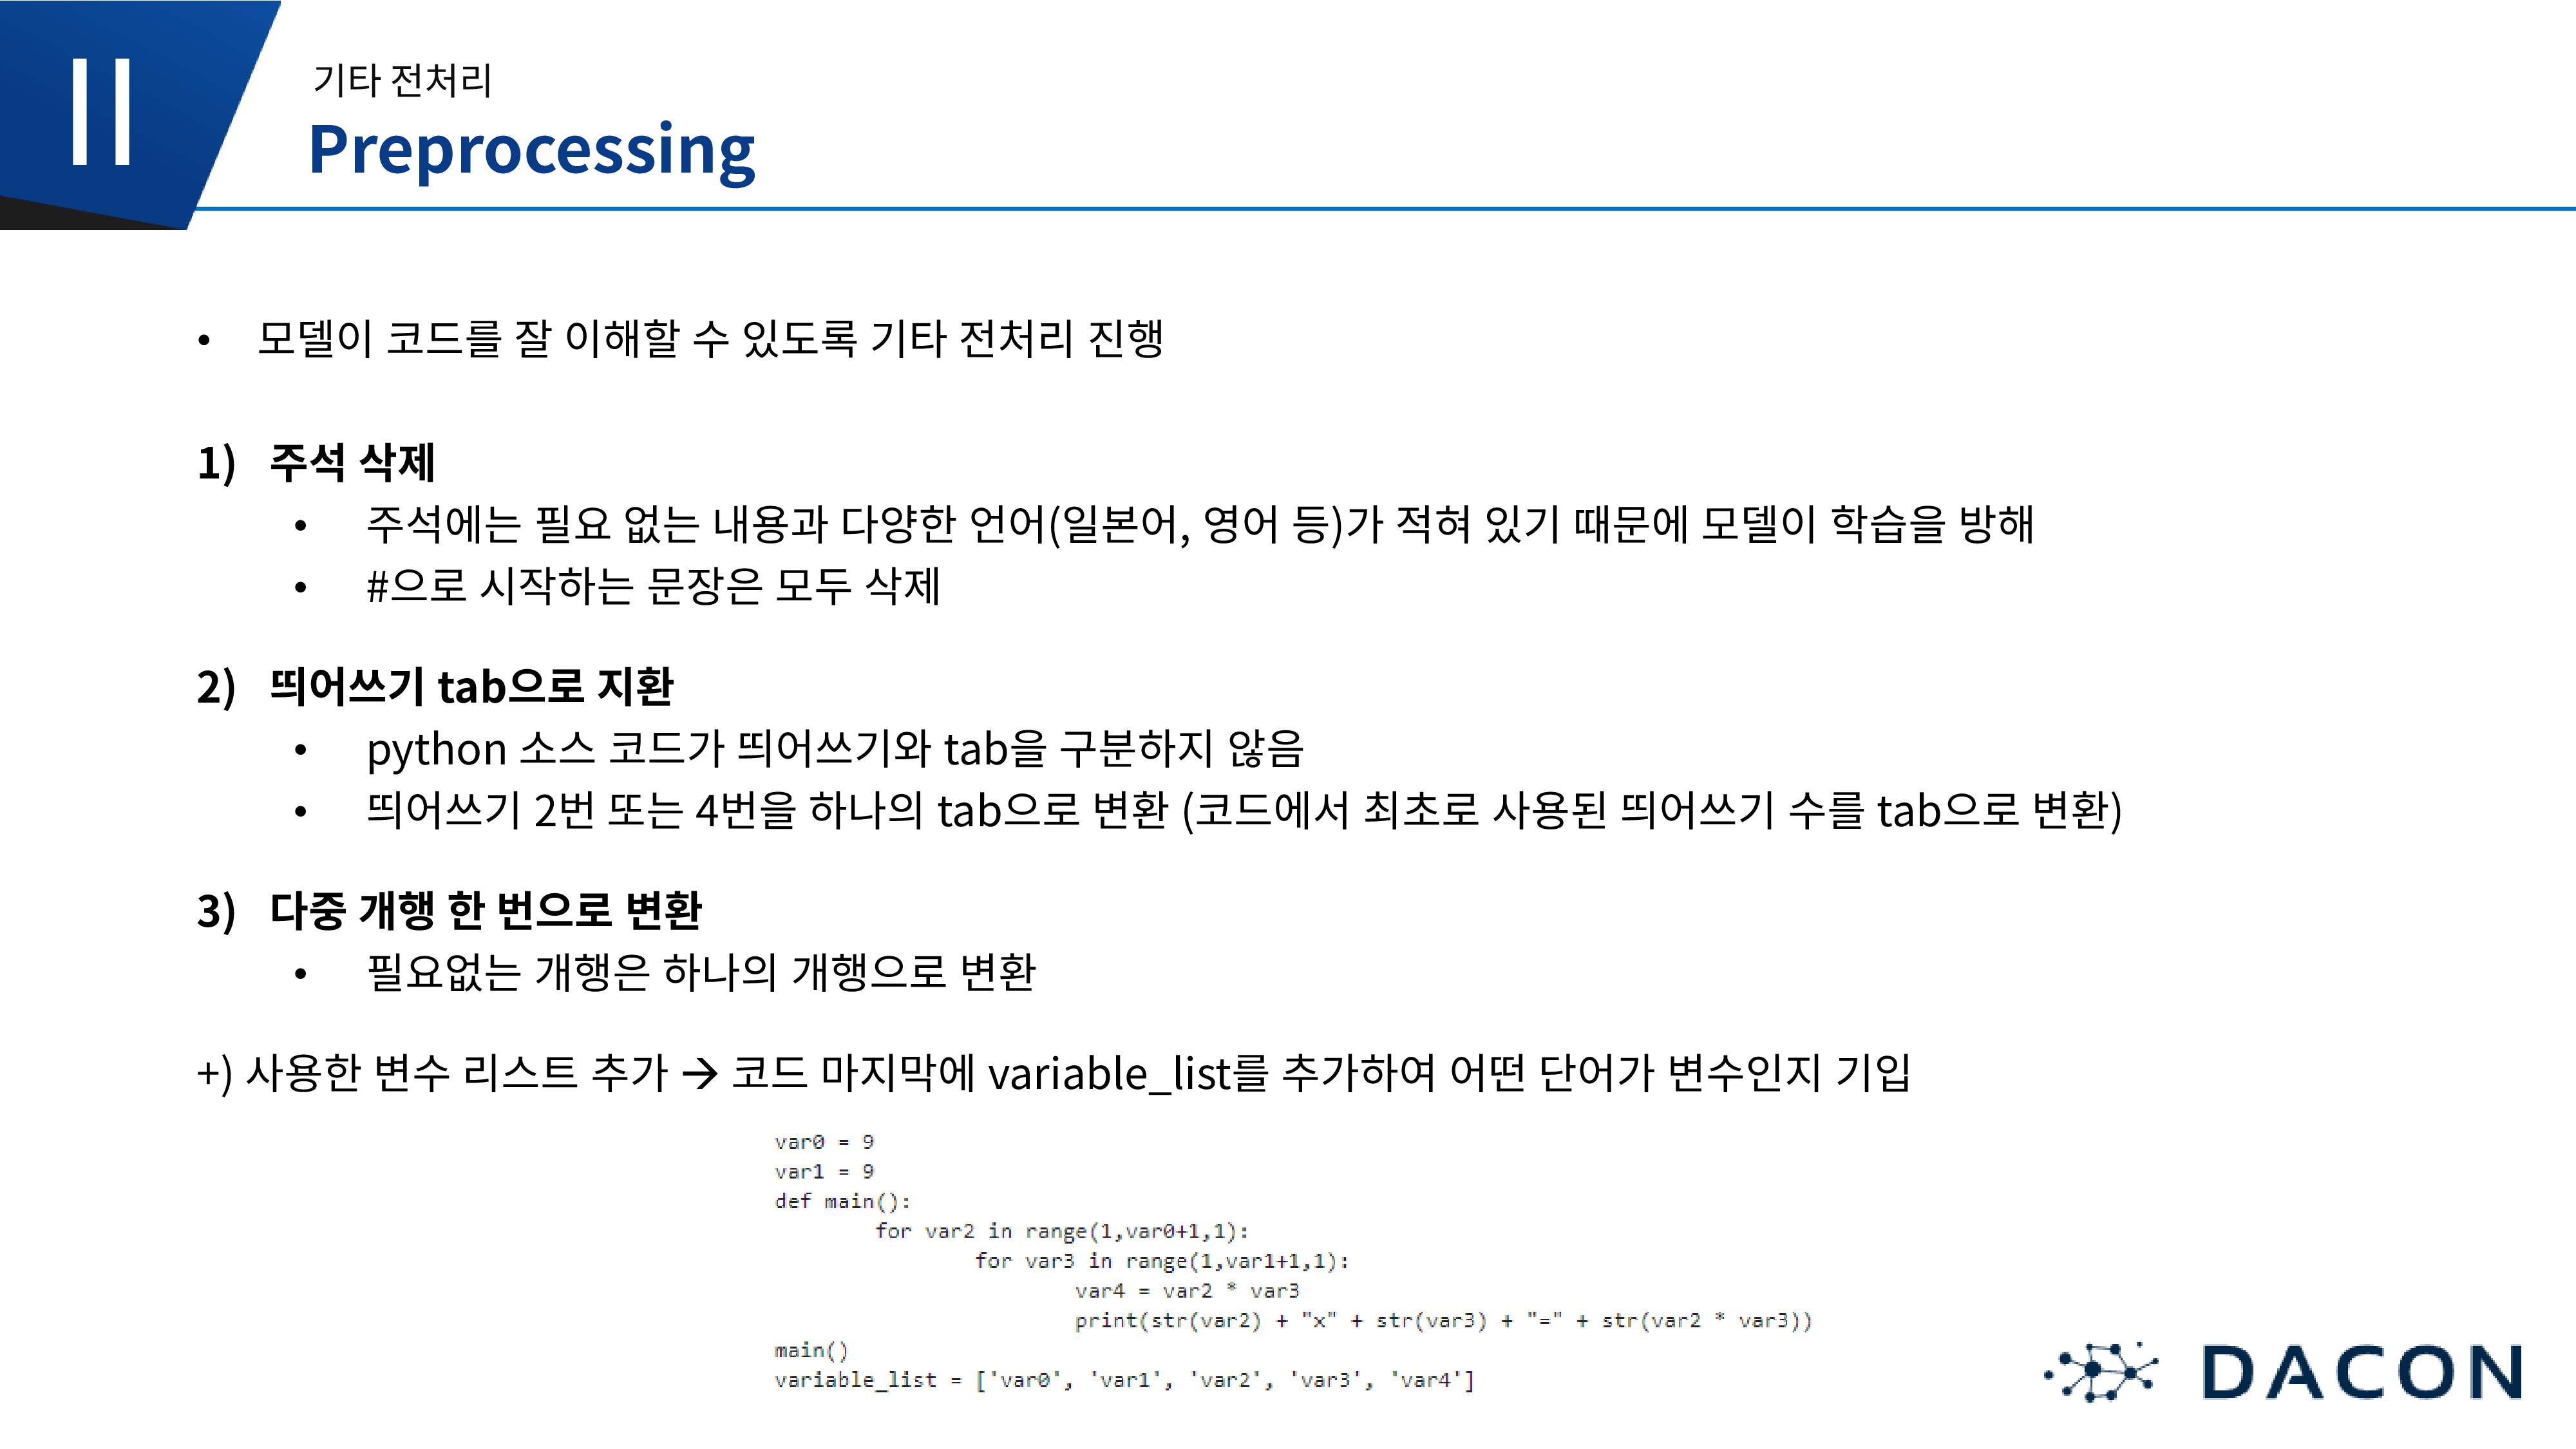 II
기타 전처리
Preprocessing
• 모델이 코드를 잘 이해할 수 있도록 기타 전처리 진행
1) 주석 삭제
• 주석에는 필요 없는 내용과 다양한 언어(일본어, 영어 등)가 적혀 있기 때문에 모델이 학습을 방해
• #으로 시작하는 문장은 모두 삭제
2) 띄어쓰기 tab으로 지환
• python 소스 코드가 띄어쓰기와 tab을 구분하지 않음
• 띄어쓰기 2번 또는 4번을 하나의 tab으로 변환 (코드에서 최초로 사용된 띄어쓰기 수를 tab으로 변환)
3) 다중 개행 한 번으로 변환
• 필요없는 개행은 하나의 개행으로 변환
+) 사용한 변수 리스트 추가 → 코드 마지막에 variable_list를 추가하여 어떤 단어가 변수인지 기입
var0 = 9
var1 = 9
def main():
        for var2 in range(1,var0+1,1):
                for var3 in range(1,var1+1,1):
                        var4 = var2 * var3
                        print(str(var2) + "x" + str(var3) + "=" + str(var2 * var3))
main()
variable_list = ['var0', 'var1', 'var2', 'var3', 'var4']
DACON